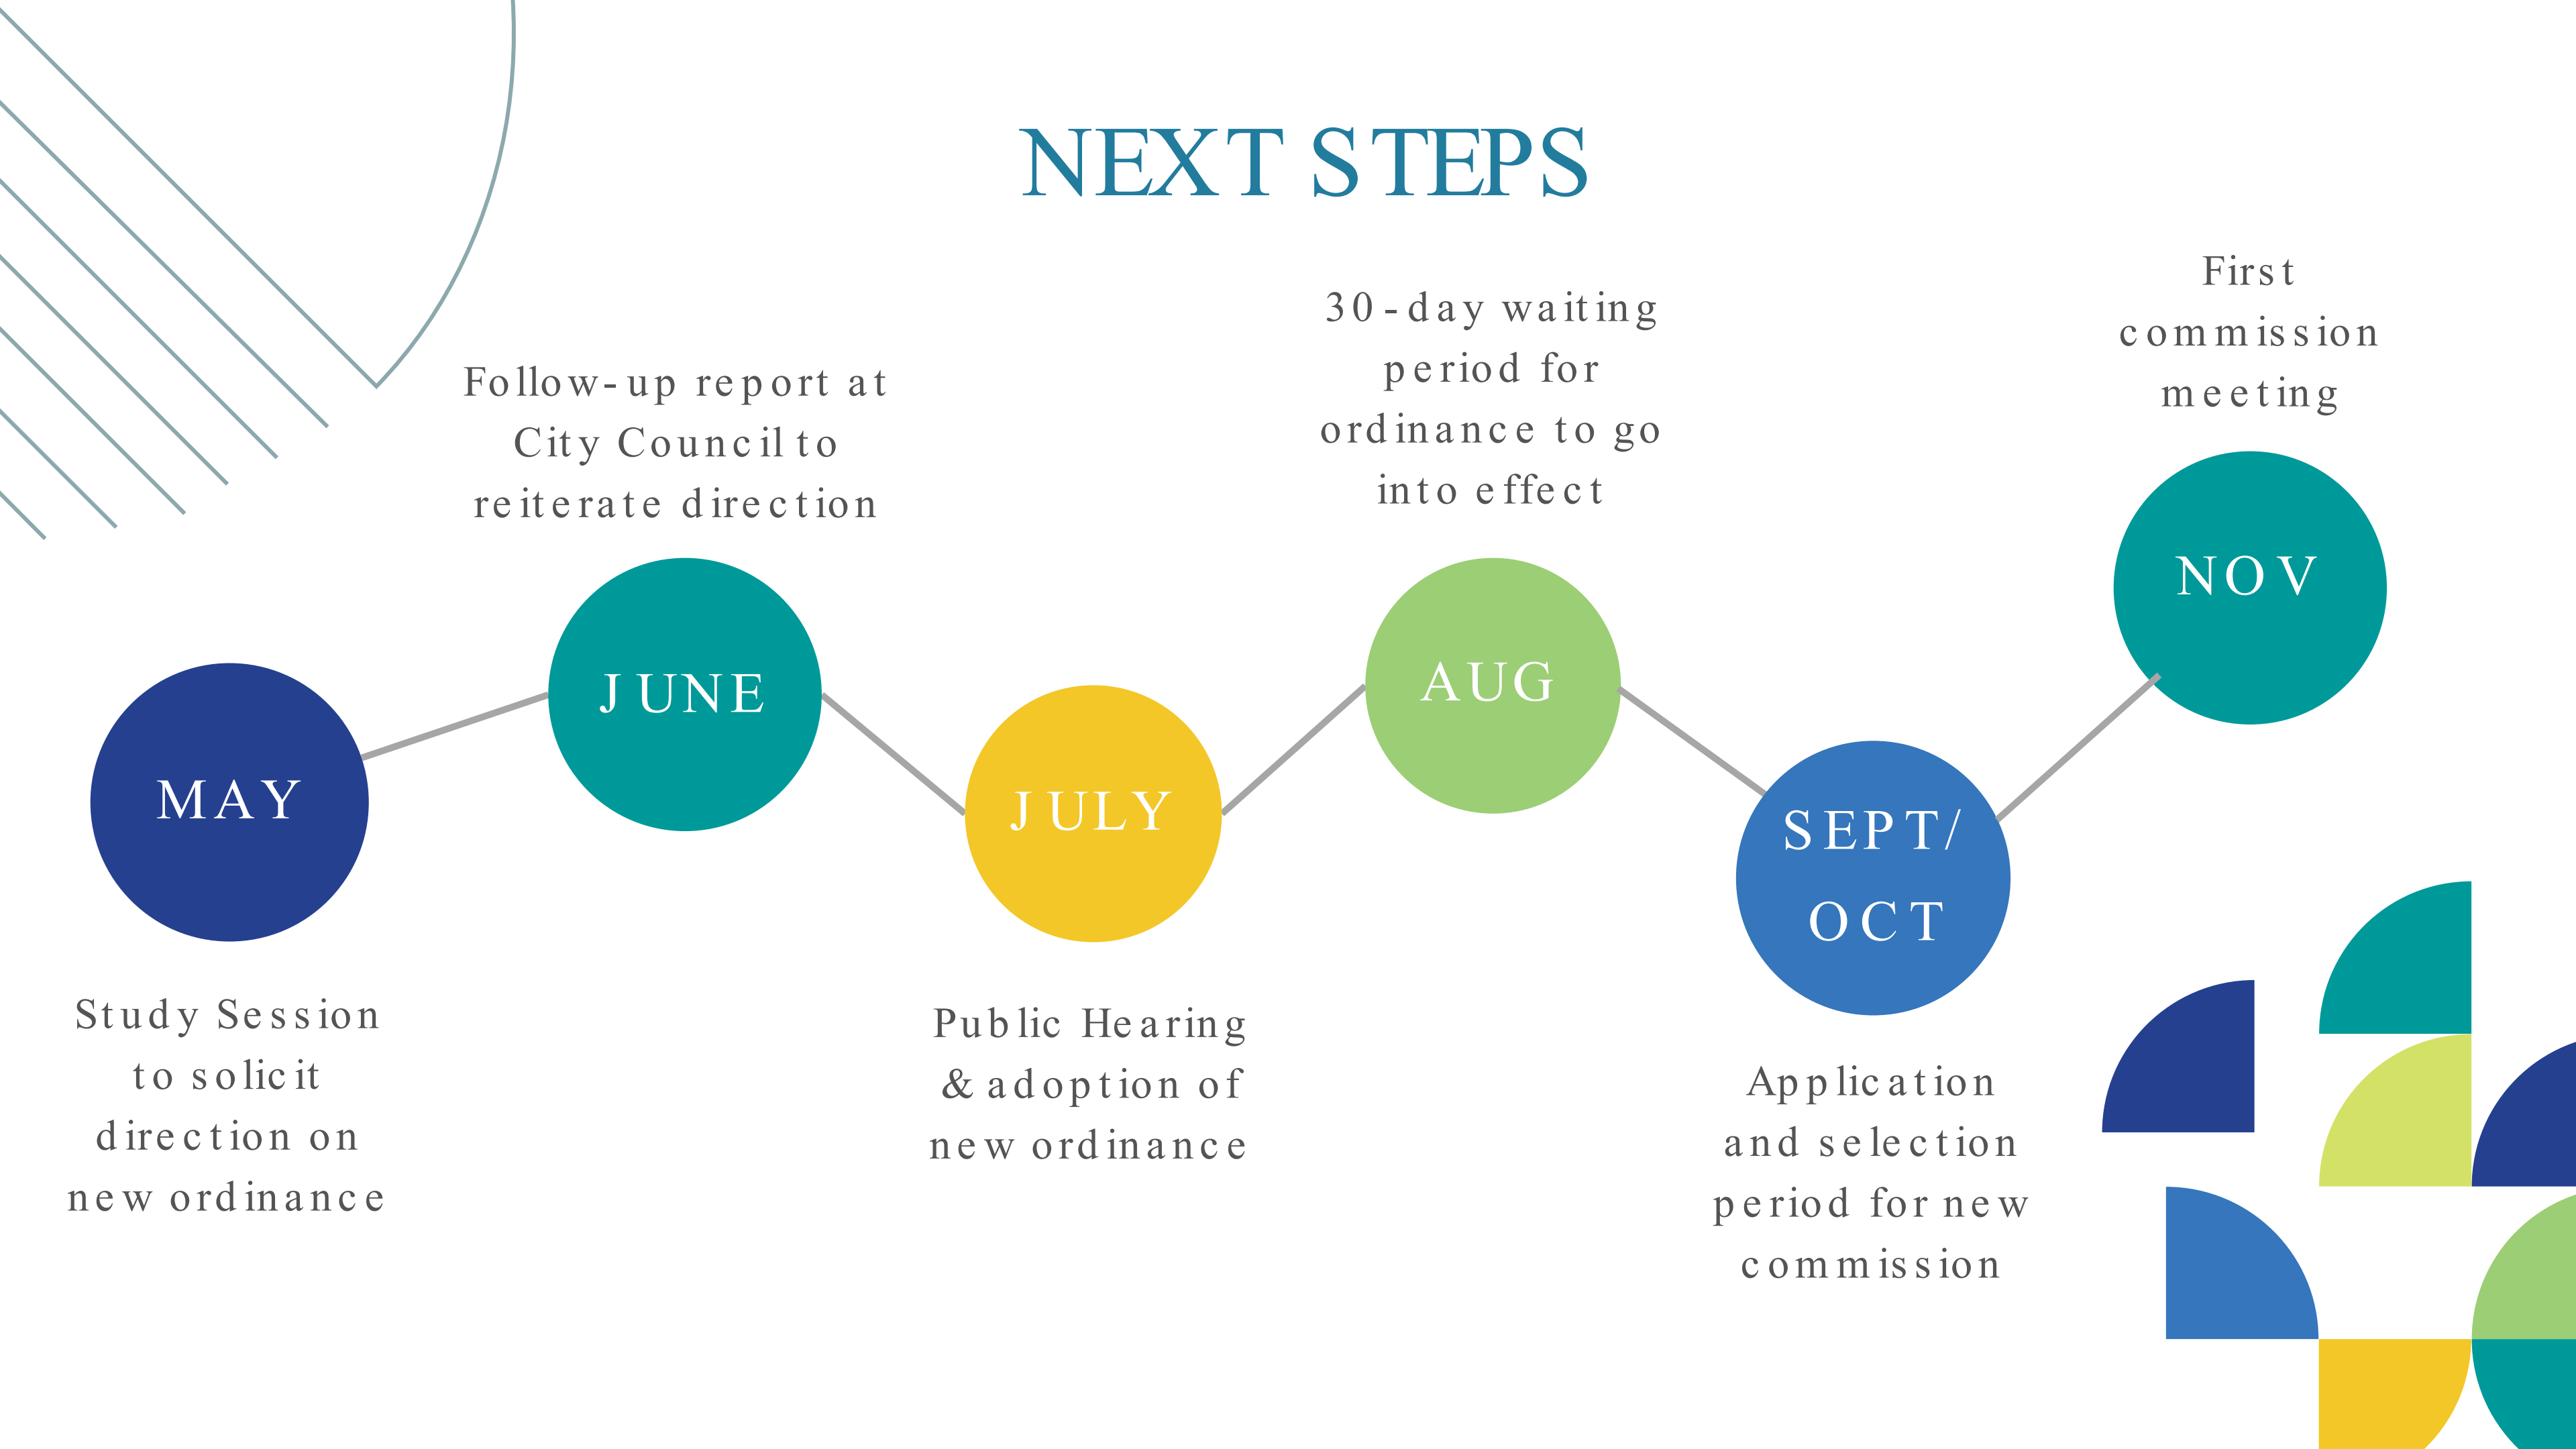 NEXT STEPS
MAY
Study Session
to solicit
direction on
new ordinance
Follow-up report at
City Council to
reiterate direction
JUNE
JULY
Public Hearing
& adoption of
new ordinance
30-day waiting
period for
ordinance to go
into effect
AUG
SEPT/
OCT
Application
and selection
period for new
commission
First
commission
meeting
NOV